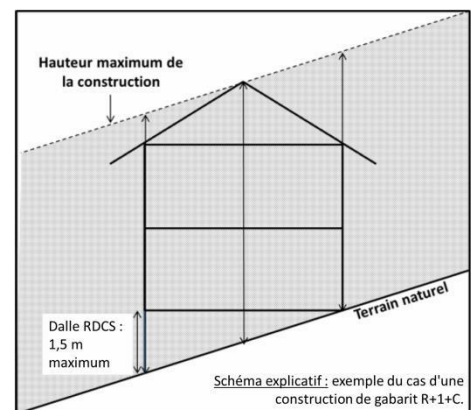 Hauteur maximum de
la construction
Terrain naturel
Dalle RDCS :
1,5 m
maximum
Schéma explicatif : exemple du cas d'une
construction de gabarit R+1+C.